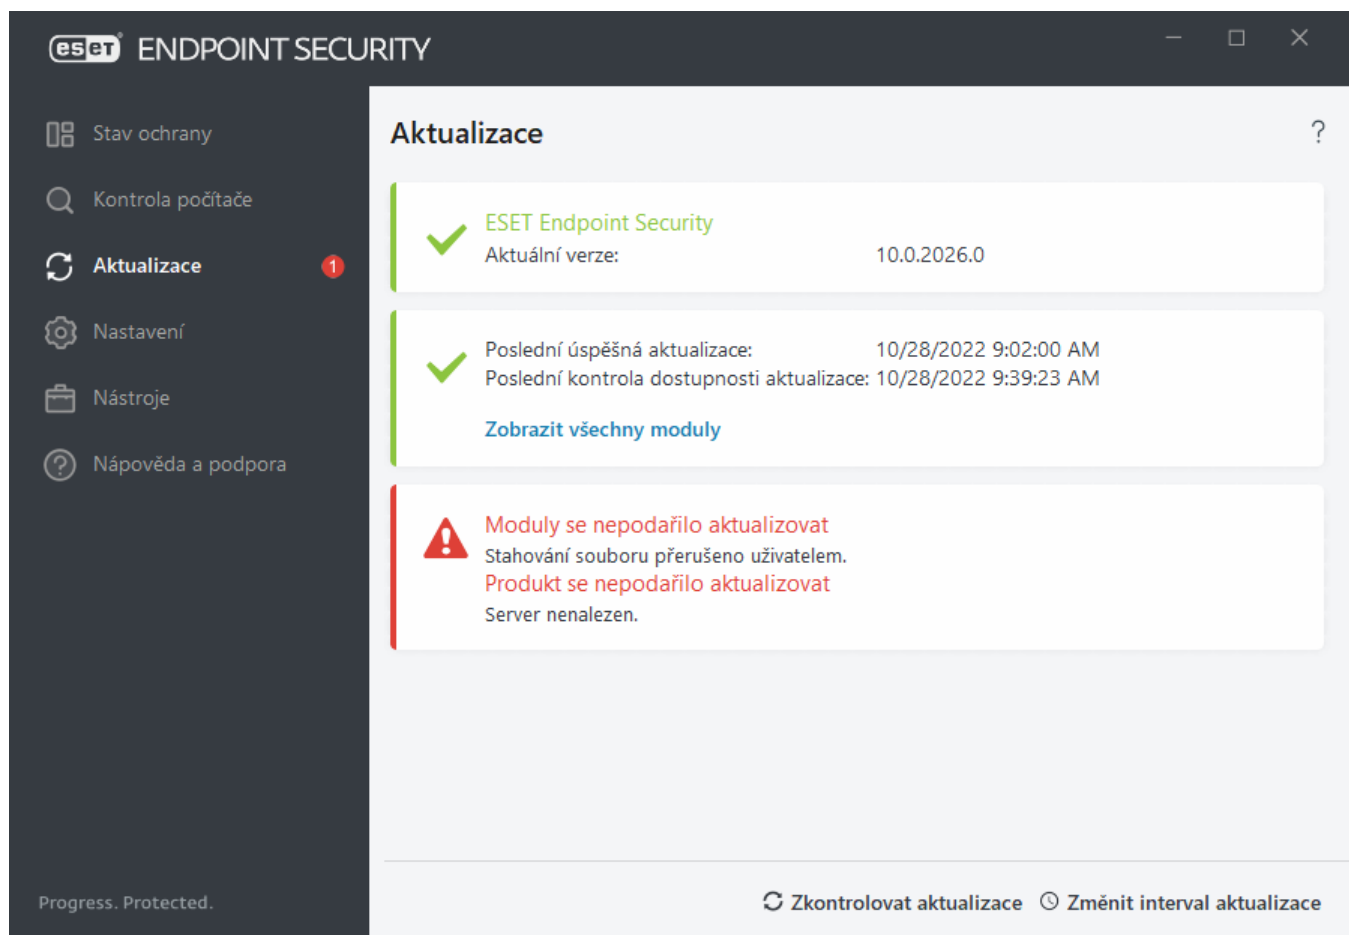 eset ENDPOINT SECURITY
Stav ochrany
Kontrola počítače
Aktualizace 1
Nastavení
Nástroje
Nápověda a podpora
Progress. Protected.
Aktualizace ?
ESET Endpoint Security
Aktuální verze: 10.0.2026.0
Poslední úspěšná aktualizace: 10/28/2022 9:02:00 AM
Poslední kontrola dostupnosti aktualizace: 10/28/2022 9:39:23 AM
Zobrazit všechny moduly
Moduly se nepodařilo aktualizovat
Stahování souboru přerušeno uživatelem.
Produkt se nepodařilo aktualizovat
Server nenalezen.
Zkontrolovat aktualizace Změnit interval aktualizace